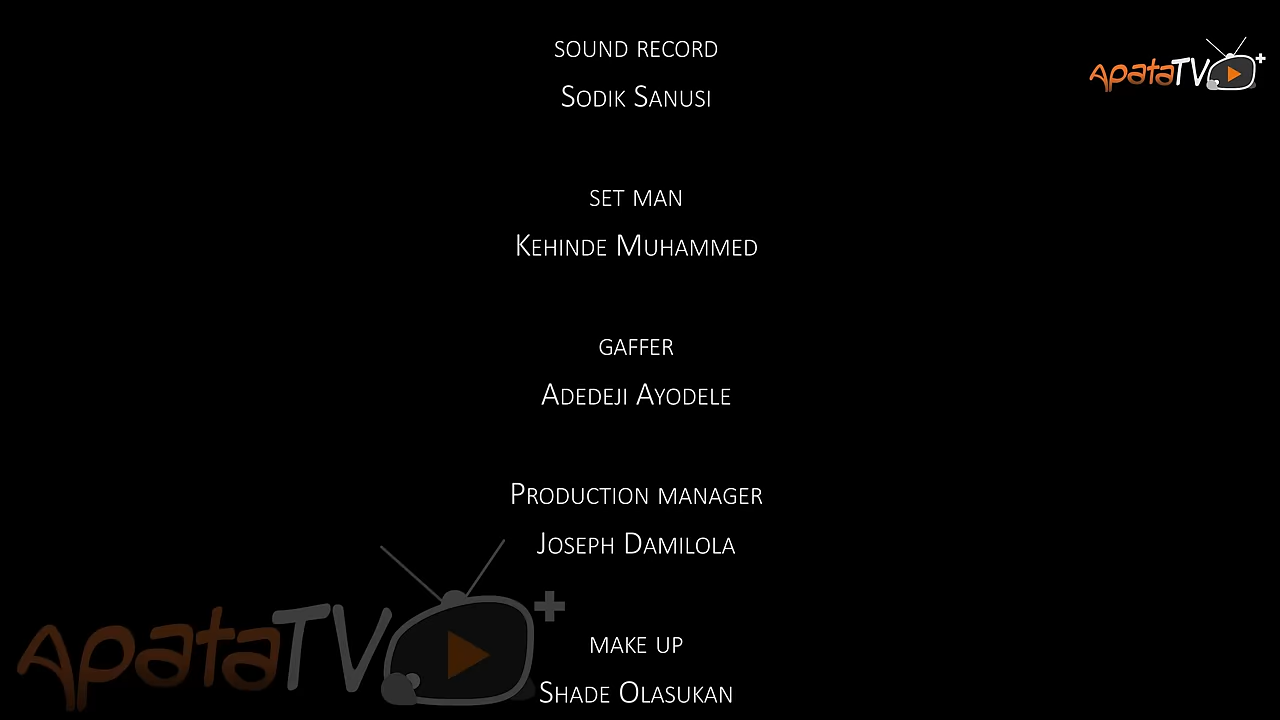 SOUND RECORD
ApataTV+
SODIK SANUSI
SET MAN
KEHINDE MUHAMMED
GAFFER
ADEDEJI AYODELE
PRODUCTION MANAGER
JOSEPH DAMILOLA
ApataTV+
MAKE UP
SHADE OLASUKAN